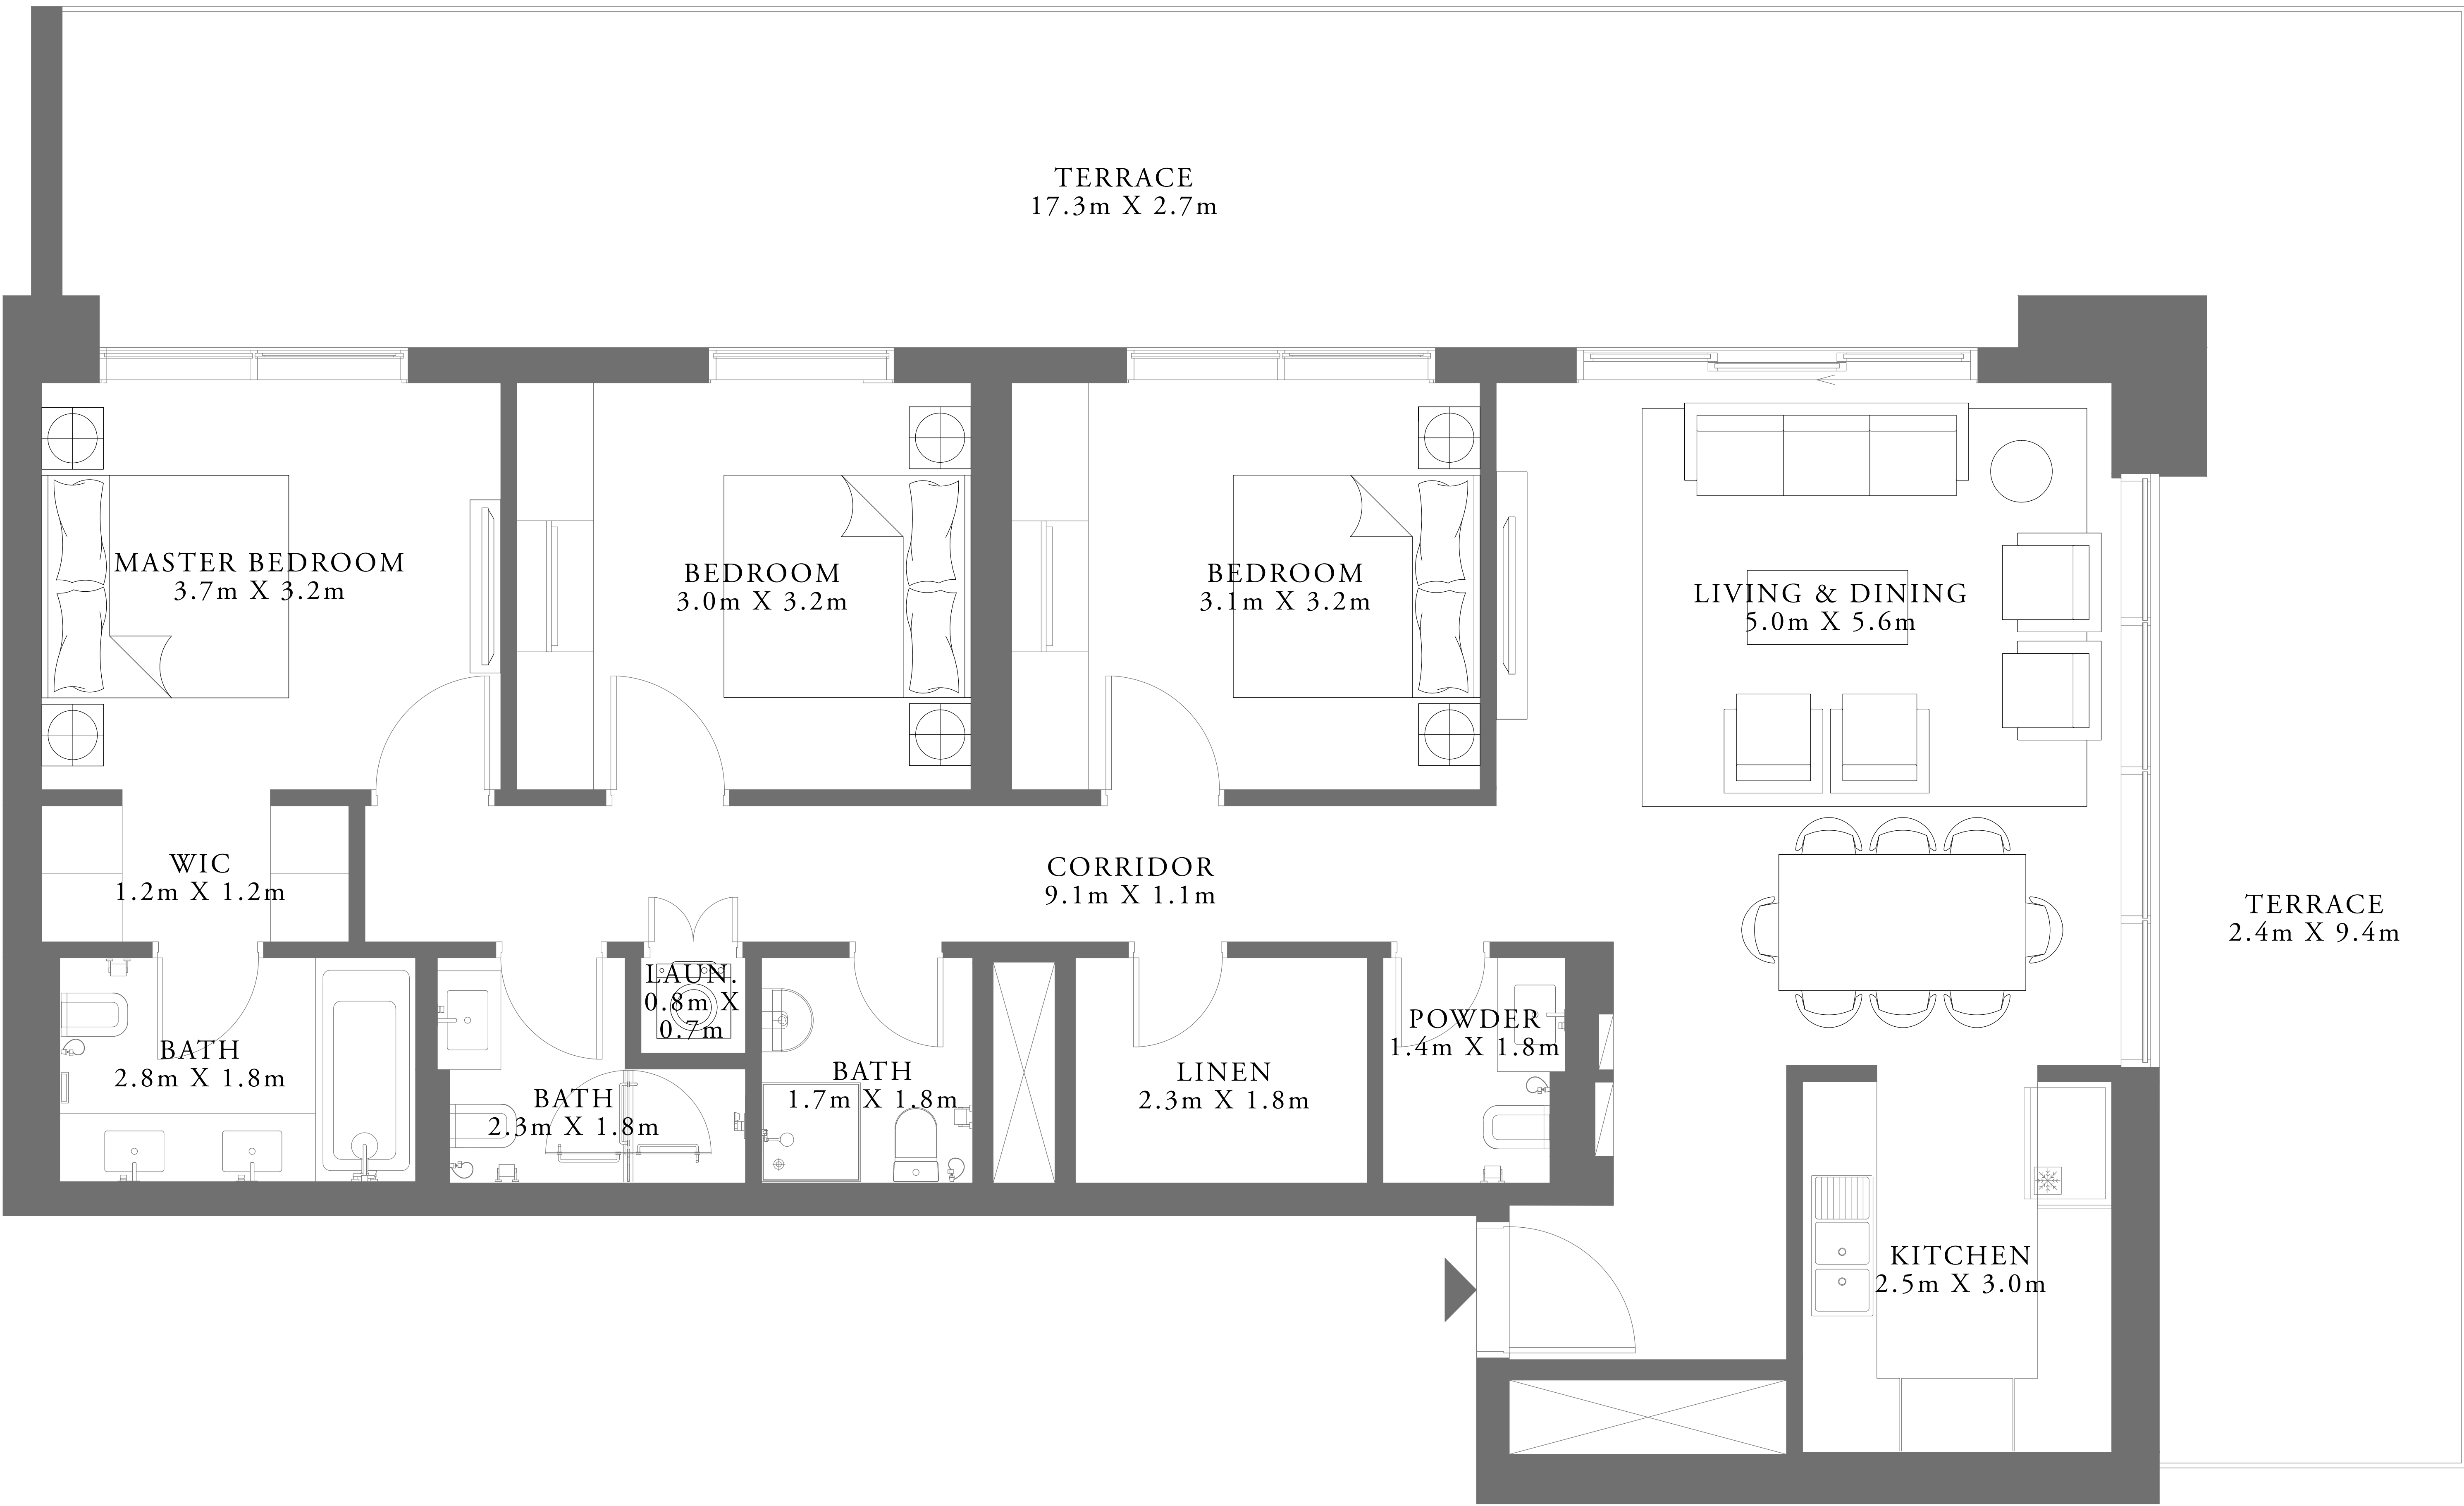 TERRACE
17.3m X 2.7m
MASTER BEDROOM
3.7m X 3.2m
BEDROOM
3.0m X 3.2m
BEDROOM
3.1m X 3.2m
LIVING & DINING
5.0m X 5.6m
WIC
1.2m X 1.2m
CORRIDOR
9.1m X 1.1m
TERRACE
2.4m X 9.4m
BATH
2.8m X 1.8m
BATH
2.3m X 1.8m
LAUN.
0.8m X
0.7m
BATH
1.7m X 1.8m
LINEN
2.3m X 1.8m
POWDER
1.4m X 1.8m
KITCHEN
2.5m X 3.0m